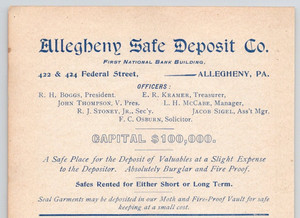 Allegheny Safe Deposit Co.
First National Bank Building,
422 & 424 Federal Street, ALLEGHENY, PA.
OFFICERS:
R. H. Boggs, President. E. R. Kramer, Treasurer,
John Thompson, V. Pres. L. H. McCabe, Manager,
R. J. Stoney, Jr., Sec'y. Jacob Sigel, Ass't Mgr.
F. C. Osburn, Solicitor.
CAPITAL $100,000.
A Safe Place for the Deposit of Valuables at a Slight Expense
to the Depositor. Absolutely Burglar and Fire Proof.
Safes Rented for Either Short or Long Term.
Seal Garments may be deposited in our Moth and Fire-Proof Vault for safe
keeping at a small cost.